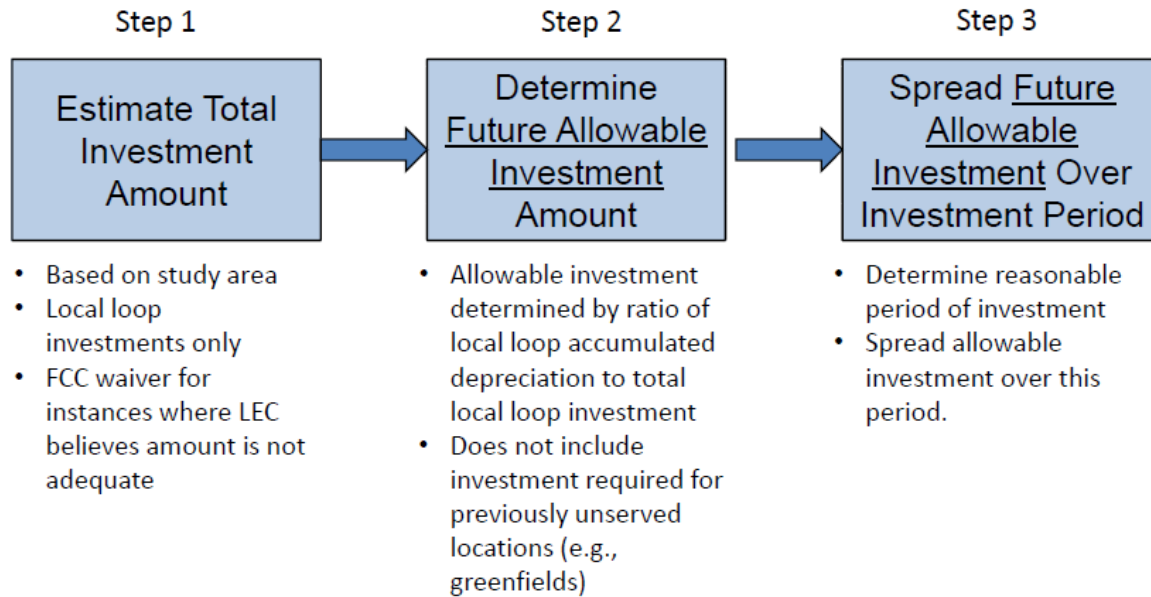 Step 1
Estimate Total
Investment
Amount
• Based on study area
• Local loop
investments only
• FCC waiver for
instances where LEC
believes amount is not
adequate
Step 2
Determine
Future Allowable
Investment
Amount
• Allowable investment
determined by ratio of
local loop accumulated
depreciation to total
local loop investment
• Does not include
investment required for
previously unserved
locations (e.g.,
greenfields)
Step 3
Spread Future
Allowable
Investment Over
Investment Period
• Determine reasonable
period of investment
• Spread allowable
investment over this
period.